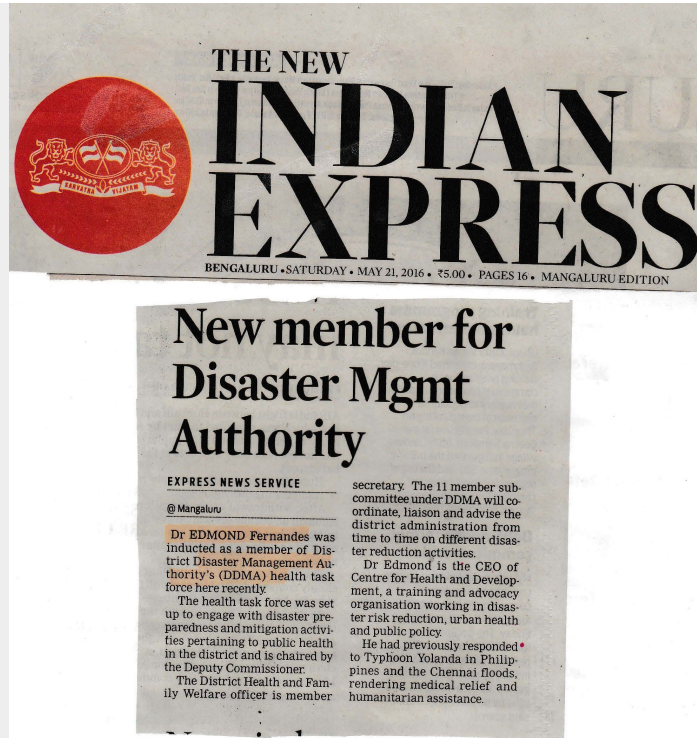 THE NEW
INDIAN
EXPRESS
SARVATRA VIJAYAM
BENGALURU • SATURDAY • MAY 21, 2016 • ₹5.00 • PAGES 16 • MANGALURU EDITION
New member for
Disaster Mgmt
Authority
EXPRESS NEWS SERVICE
@ Mangaluru
Dr EDMOND Fernandes was
inducted as a member of Dis-
trict Disaster Management Au-
thority's (DDMA) health task
force here recently.
The health task force was set
up to engage with disaster pre-
paredness and mitigation activi-
ties pertaining to public health
in the district and is chaired by
the Deputy Commissioner.
The District Health and Fam-
ily Welfare officer is member
secretary. The 11 member sub-
committee under DDMA will co-
ordinate, liaison and advise the
district administration from
time to time on different disas-
ter reduction activities.
Dr Edmond is the CEO of
Centre for Health and Develop-
ment, a training and advocacy
organisation working in disas-
ter risk reduction, urban health
and public policy.
He had previously responded
to Typhoon Yolanda in Philip-
pines and the Chennai floods,
rendering medical relief and
humanitarian assistance.